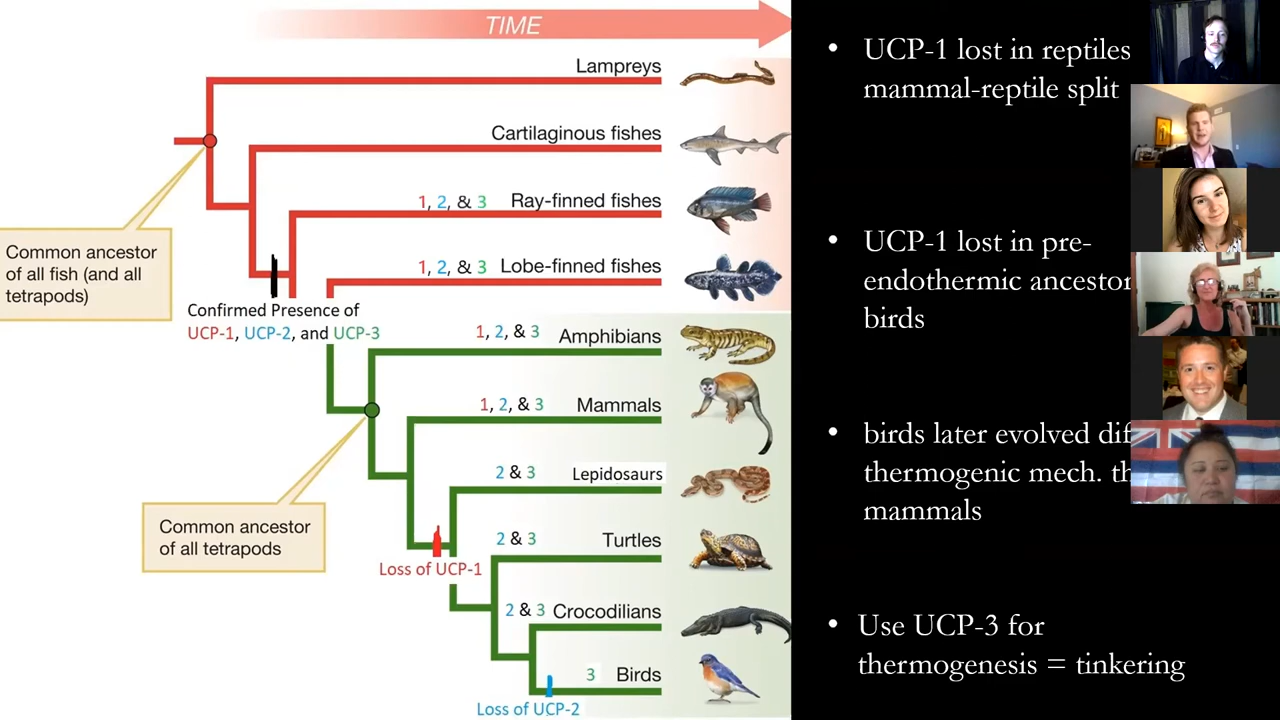 TIME
Lampreys
Cartilaginous fishes
1, 2, & 3 Ray-finned fishes
1, 2, & 3 Lobe-finned fishes
Common ancestor
of all fish (and all
tetrapods)
Confirmed Presence of
UCP-1, UCP-2, and UCP-3
1, 2, & 3 Amphibians
1, 2, & 3 Mammals
2 & 3 Lepidosaurs
Common ancestor
of all tetrapods
2 & 3 Turtles
Loss of UCP-1
2 & 3 Crocodilians
3 Birds
Loss of UCP-2
• UCP-1 lost in reptiles
mammal-reptile split
• UCP-1 lost in pre-
endothermic ancestor
birds
• birds later evolved
thermogenic mech.
mammals
• Use UCP-3 for
thermogenesis = tinkering